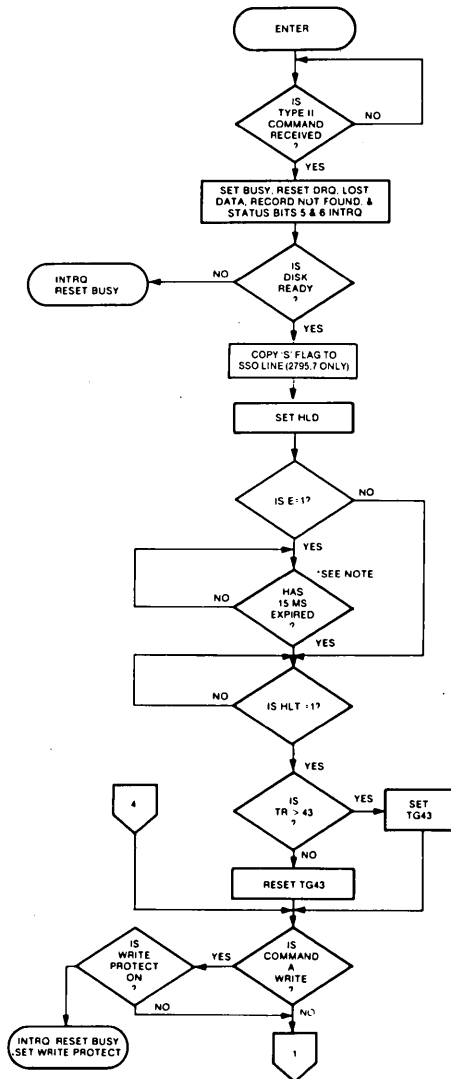 ENTER
IS
TYPE II
COMMAND
RECEIVED
?
NO
YES
SET BUSY, RESET DRQ, LOST
DATA, RECORD NOT FOUND, &
STATUS BITS 5 & 6 INTRQ
IS
DISK
READY
?
NO
INTRQ
RESET BUSY
YES
COPY 'S' FLAG TO
SSO LINE (2795,7 ONLY)
SET HLD
IS E=1?
NO
YES
*SEE NOTE
HAS
15 MS
EXPIRED
?
NO
YES
IS HLT =1?
NO
YES
4
IS
TR > 43
?
YES
SET
TG43
NO
RESET TG43
IS
COMMAND
A
WRITE
?
YES
IS
WRITE
PROTECT
ON
?
NO
NO
YES
INTRQ RESET BUSY
SET WRITE PROTECT
1